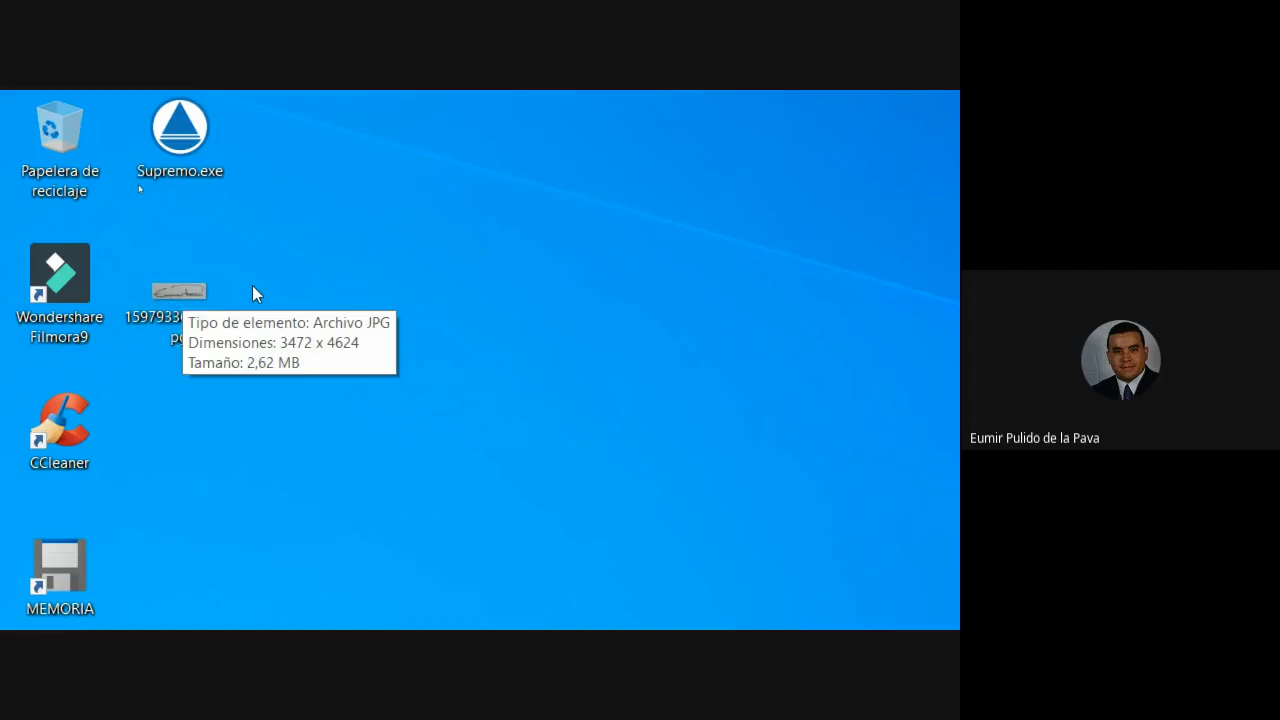 Papelera de
reciclaje
Supremo.exe
Wondershare
Filmora9
Tipo de elemento: Archivo JPG
Dimensiones: 3472 x 4624
Tamaño: 2,62 MB
CCleaner
MEMORIA
Eumir Pulido de la Pava